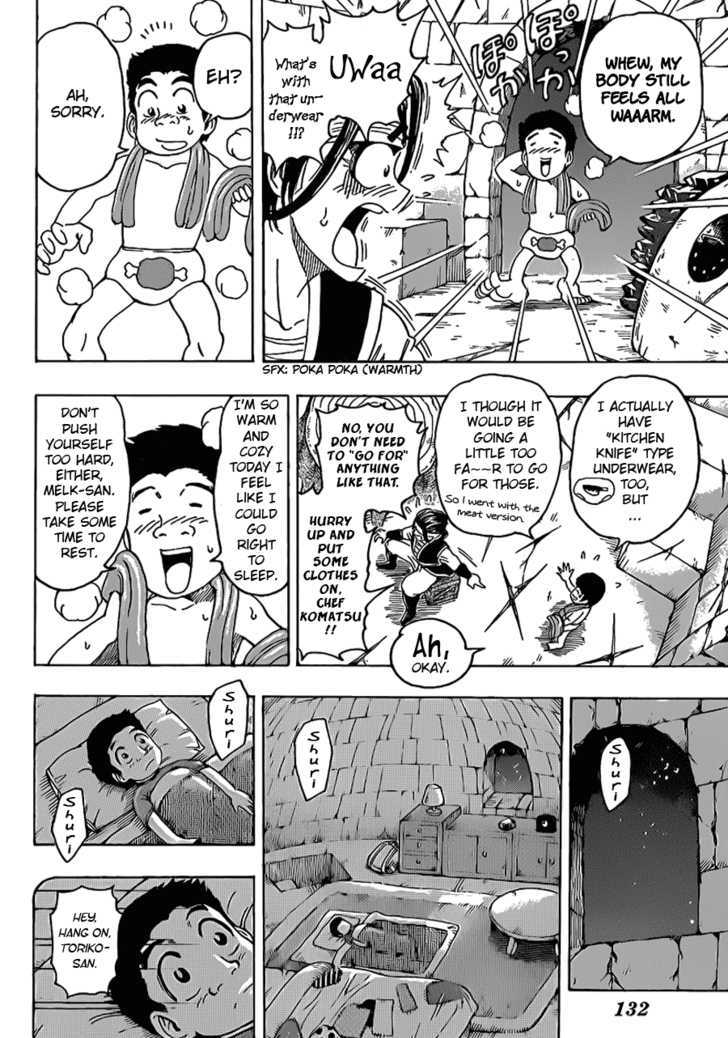 WHEW, MY
BODY STILL
FEELS ALL
WAAARM.
ぽっか
ぽか
UWaa
What's
with
that un-
derwear
!!?
SFX: POKA POKA (WARMTH)
EH?
AH,
SORRY.
I ACTUALLY
HAVE
"KITCHEN
KNIFE" TYPE
UNDERWEAR,
TOO,
BUT
...
I THOUGH IT
WOULD BE
GOING A
LITTLE TOO
FA~~R TO GO
FOR THOSE.
So I went with the
meat version.
NO, YOU
DON'T NEED
TO "GO FOR"
ANYTHING
LIKE THAT.
HURRY
UP AND
PUT
SOME
CLOTHES
ON,
CHEF
KOMATSU
!!
Ah,
OKAY.
I'M SO
WARM
AND
COZY
TODAY I
FEEL
LIKE I
COULD
GO
RIGHT
TO
SLEEP.
DON'T
PUSH
YOURSELF
TOO HARD,
EITHER,
MELK-SAN.
PLEASE
TAKE SOME
TIME TO
REST.
Shuri
Shuri
Shuri
Shuri
HEY,
HANG ON,
TORIKO-
SAN.
132